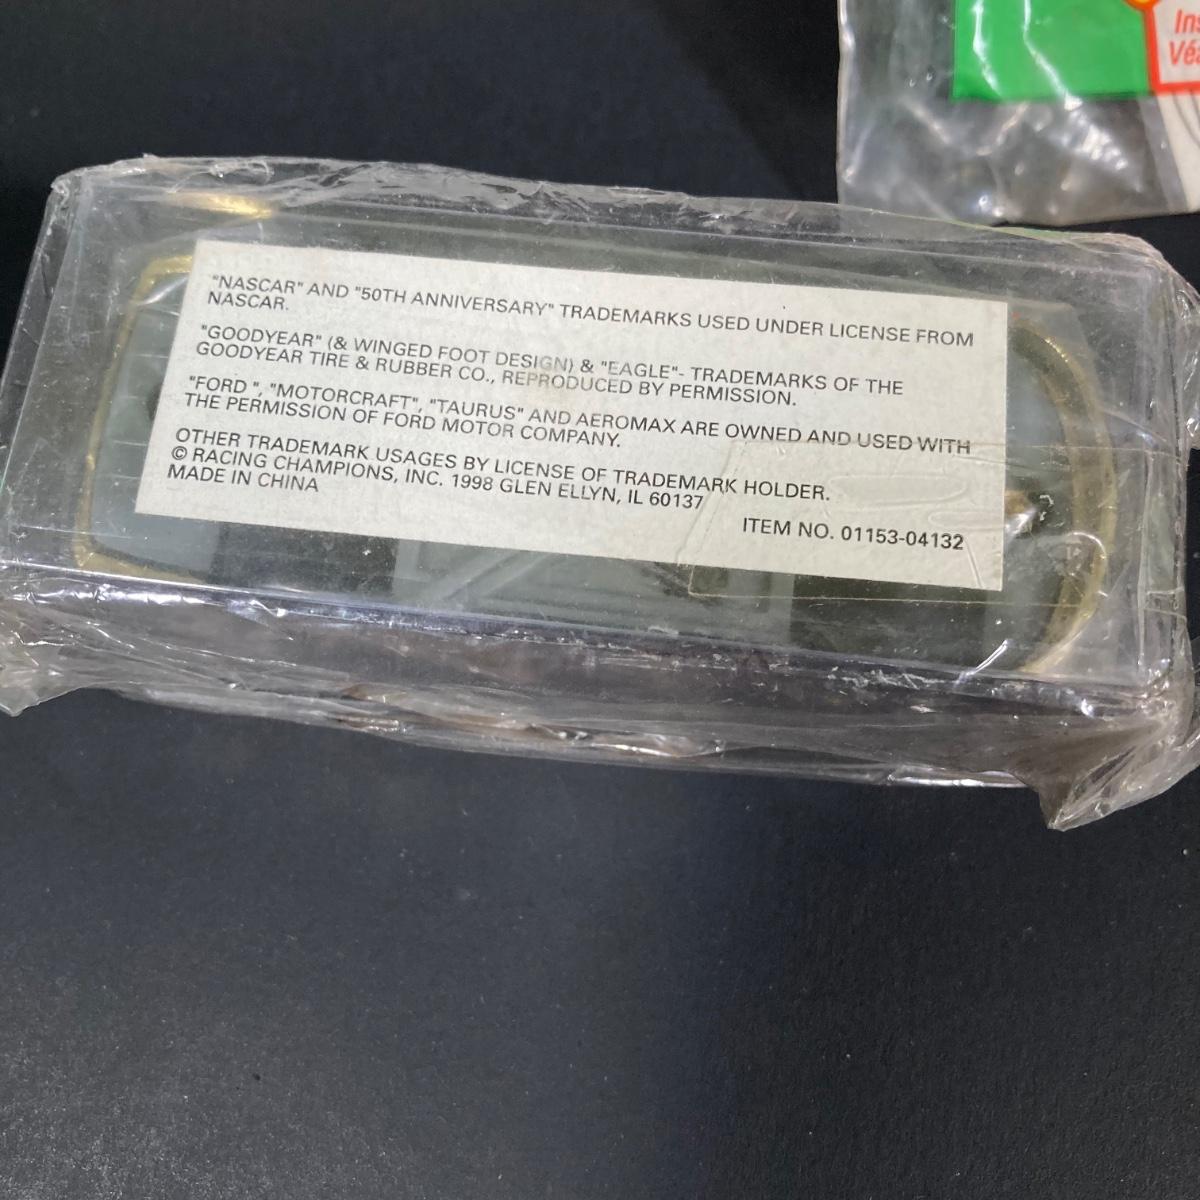 "NASCAR" AND "50TH ANNIVERSARY" TRADEMARKS USED UNDER LICENSE FROM
NASCAR.
"GOODYEAR" (& WINGED FOOT DESIGN) & "EAGLE"- TRADEMARKS OF THE
GOODYEAR TIRE & RUBBER CO., REPRODUCED BY PERMISSION.
"FORD ", "MOTORCRAFT", "TAURUS" AND AEROMAX ARE OWNED AND USED WITH
THE PERMISSION OF FORD MOTOR COMPANY.
OTHER TRADEMARK USAGES BY LICENSE OF TRADEMARK HOLDER.
© RACING CHAMPIONS, INC. 1998 GLEN ELLYN, IL 60137
MADE IN CHINA
ITEM NO. 01153-04132